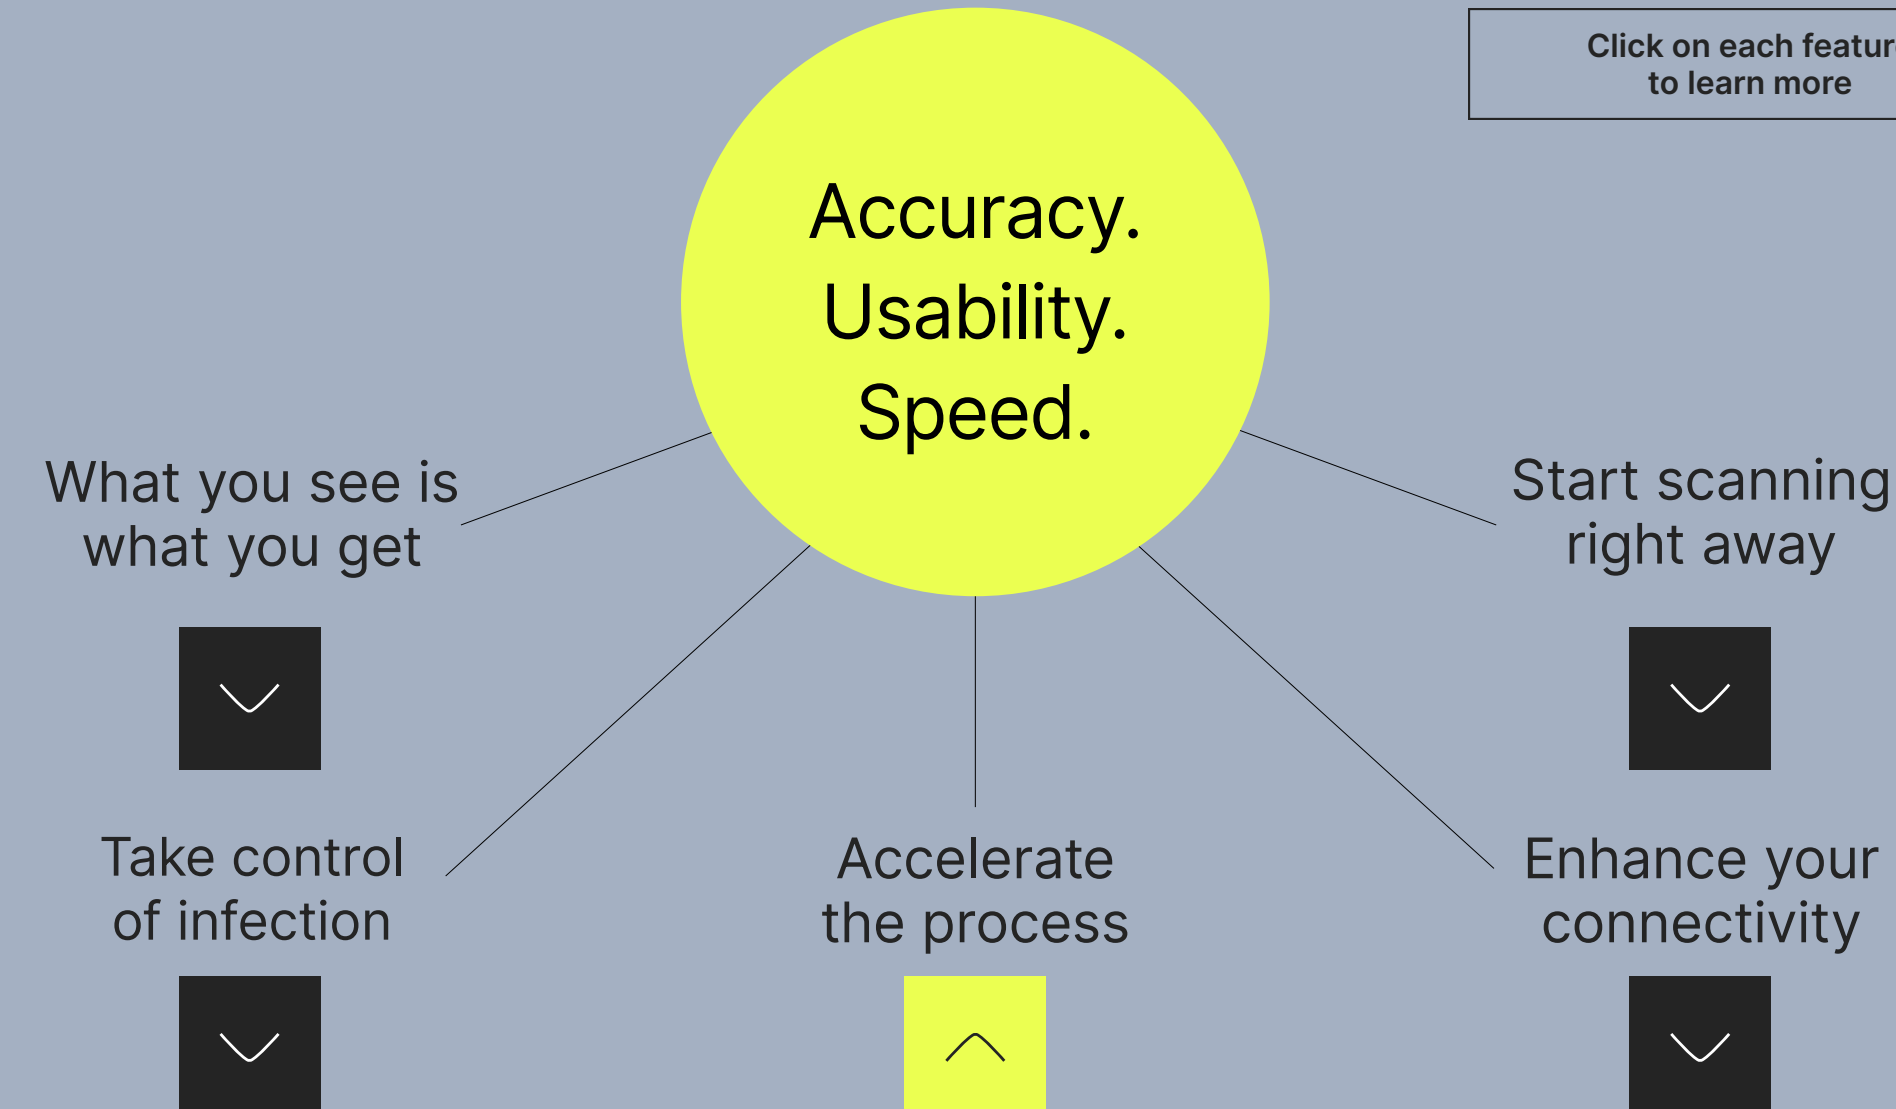 Click on each
to learn more
Accuracy.
Usability.
Speed.
What you see is
what you get
Start scanning
right away
Take control
of infection
Accelerate
the process
Enhance your
connectivity